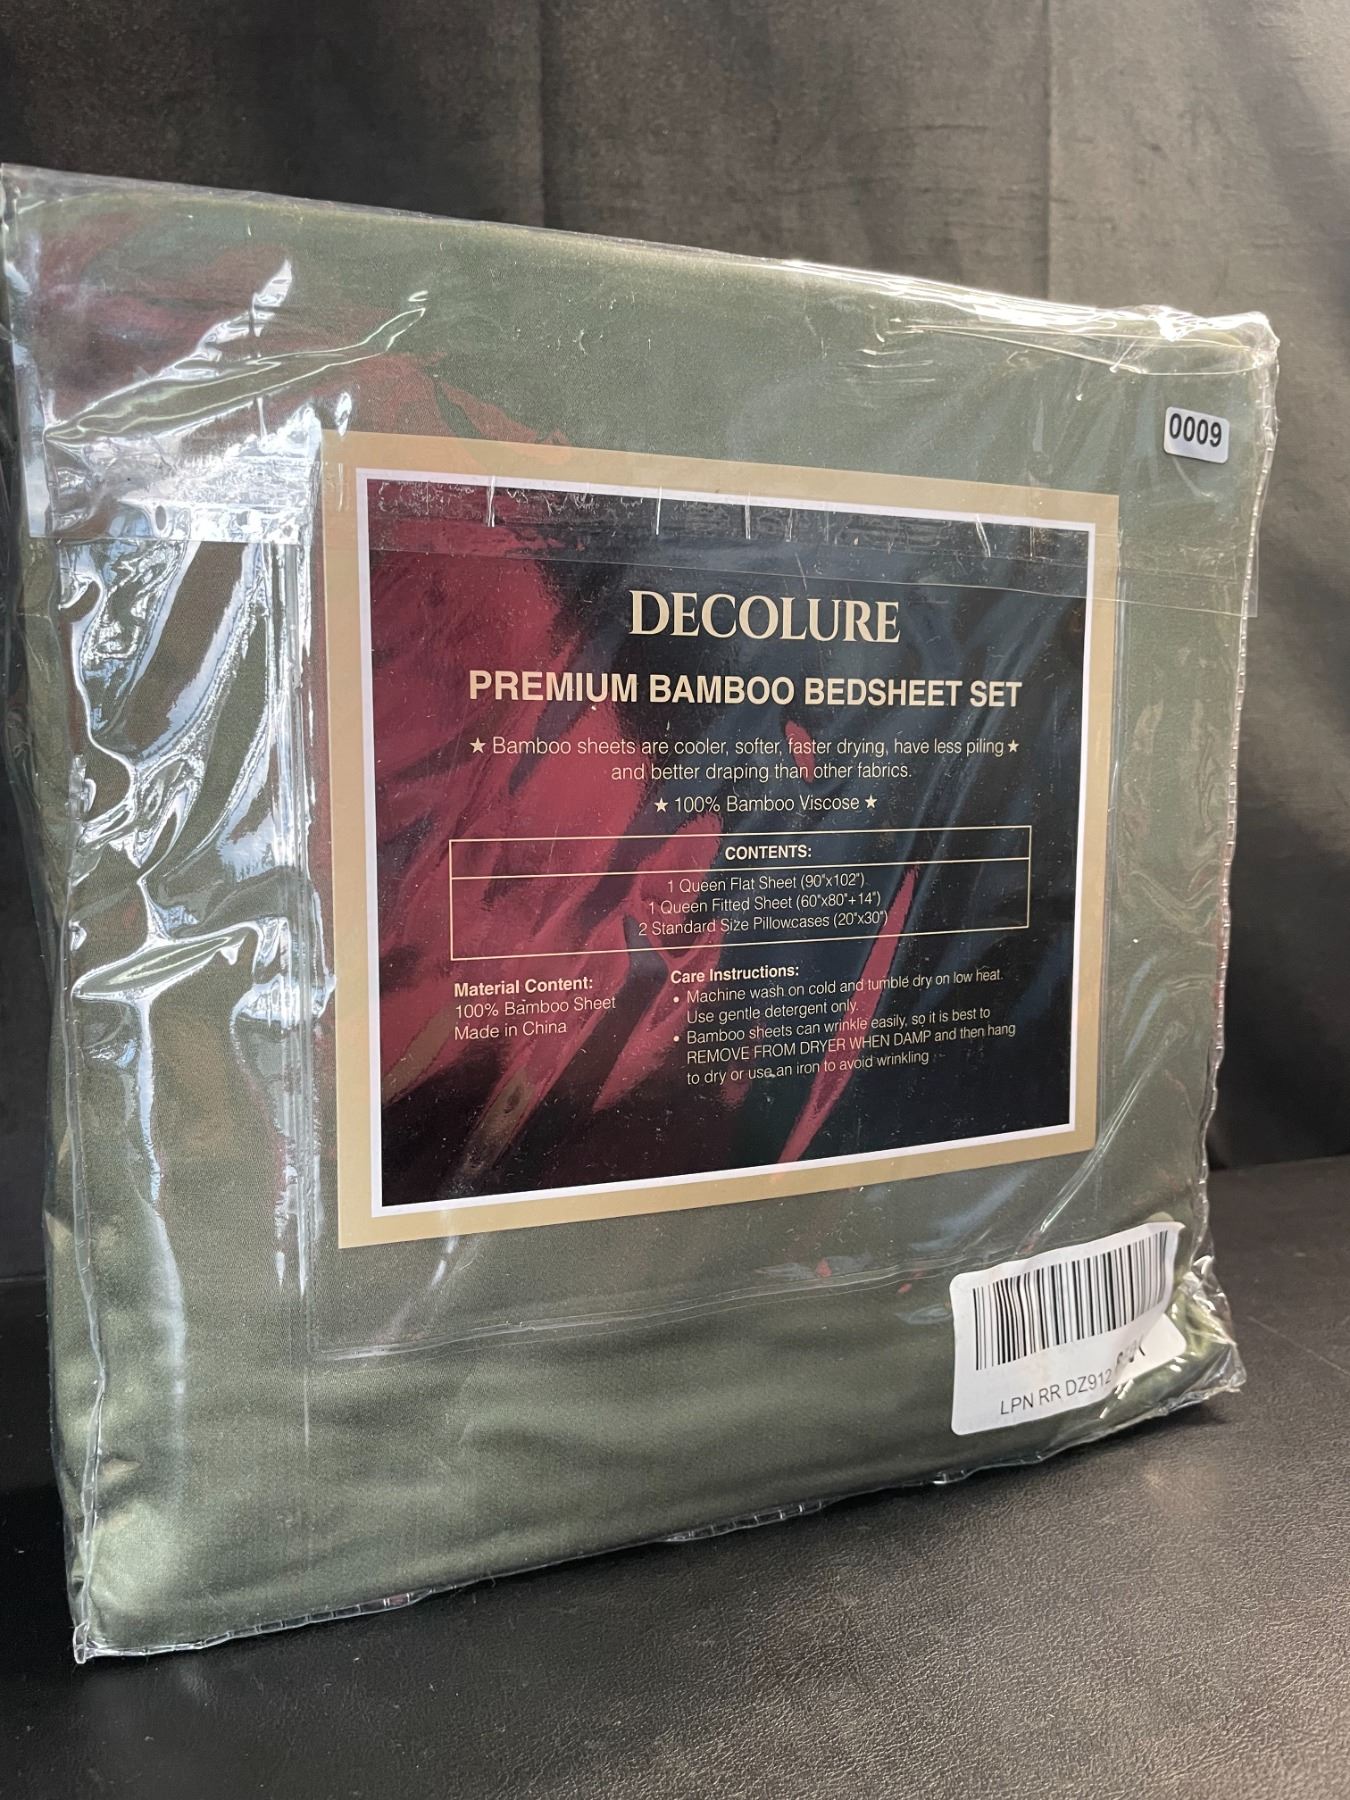 0009
DECOLURE
PREMIUM BAMBOO BEDSHEET SET
★ Bamboo sheets are cooler, softer, faster drying, have less piling ★
and better draping than other fabrics.
★ 100% Bamboo Viscose ★
CONTENTS:
1 Queen Flat Sheet (90"x102")
1 Queen Fitted Sheet (60"x80"+14")
2 Standard Size Pillowcases (20"x30")
Material Content:
100% Bamboo Sheet
Made in China
Care Instructions:
• Machine wash on cold and tumble dry on low heat.
Use gentle detergent only.
• Bamboo sheets can wrinkle easily, so it is best to
REMOVE FROM DRYER WHEN DAMP and then hang
to dry or use an iron to avoid wrinkling
LPN RR DZ912